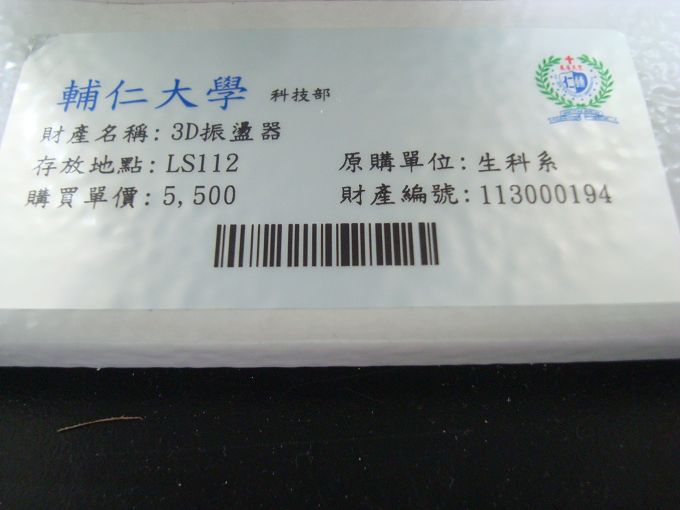 輔仁大學 科技部
財產名稱: 3D振盪器
存放地點: LS112 原購單位: 生科系
購買單價: 5,500 財產編號: 113000194